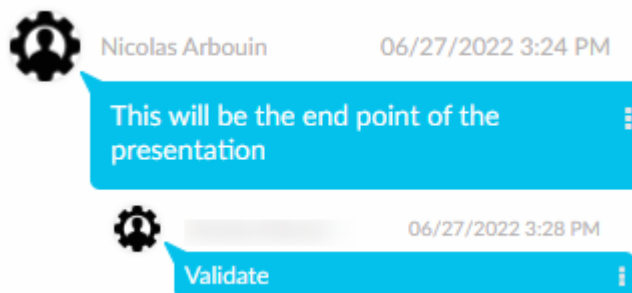 Nicolas Arbouin 06/27/2022 3:24 PM
This will be the end point of the
presentation
06/27/2022 3:28 PM
Validate